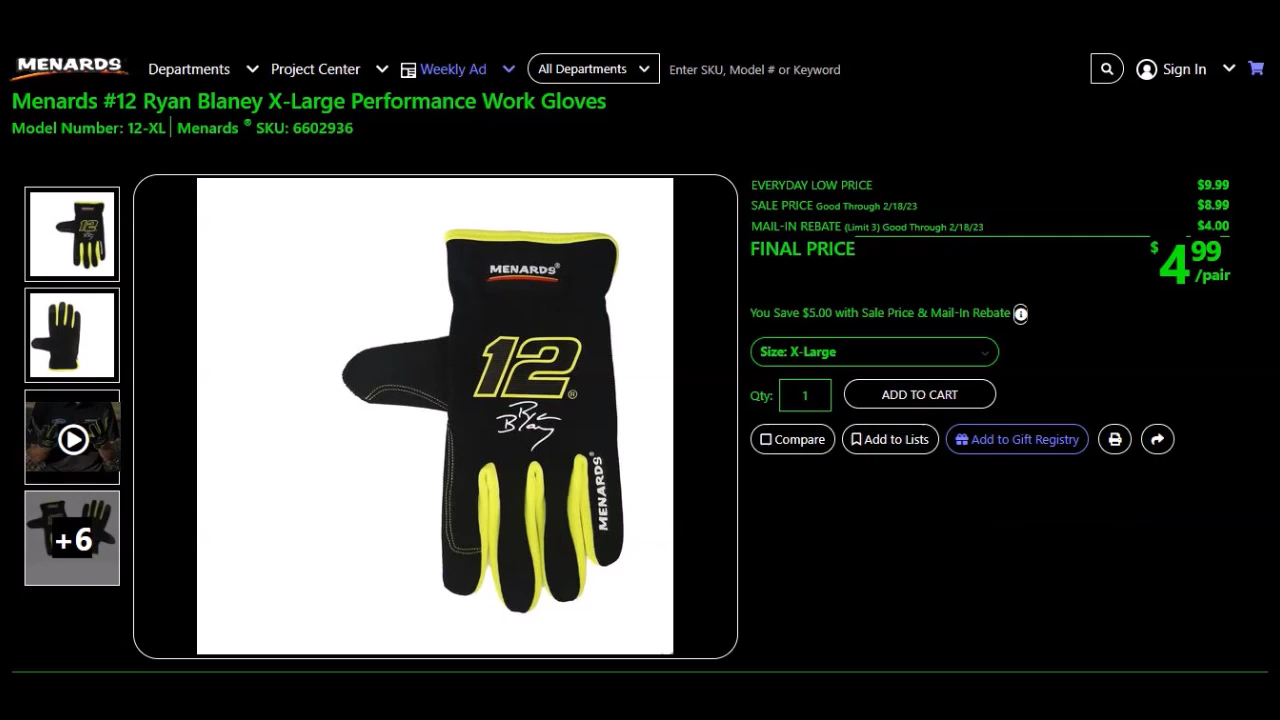 MENARDS
Departments Project Center Weekly Ad All Departments Enter SKU, Model # or Keyword Sign In
Menards #12 Ryan Blaney X-Large Performance Work Gloves
Model Number: 12-XL | Menards ® SKU: 6602936
EVERYDAY LOW PRICE $9.99
SALE PRICE Good Through 2/18/23 $8.99
MAIL-IN REBATE (Limit 3) Good Through 2/18/23 $4.00
FINAL PRICE $4 99 /pair
You Save $5.00 with Sale Price & Mail-In Rebate
Size: X-Large
Qty: 1 ADD TO CART
Compare Add to Lists Add to Gift Registry
MENARDS®
12®
MENARDS®
12
+6